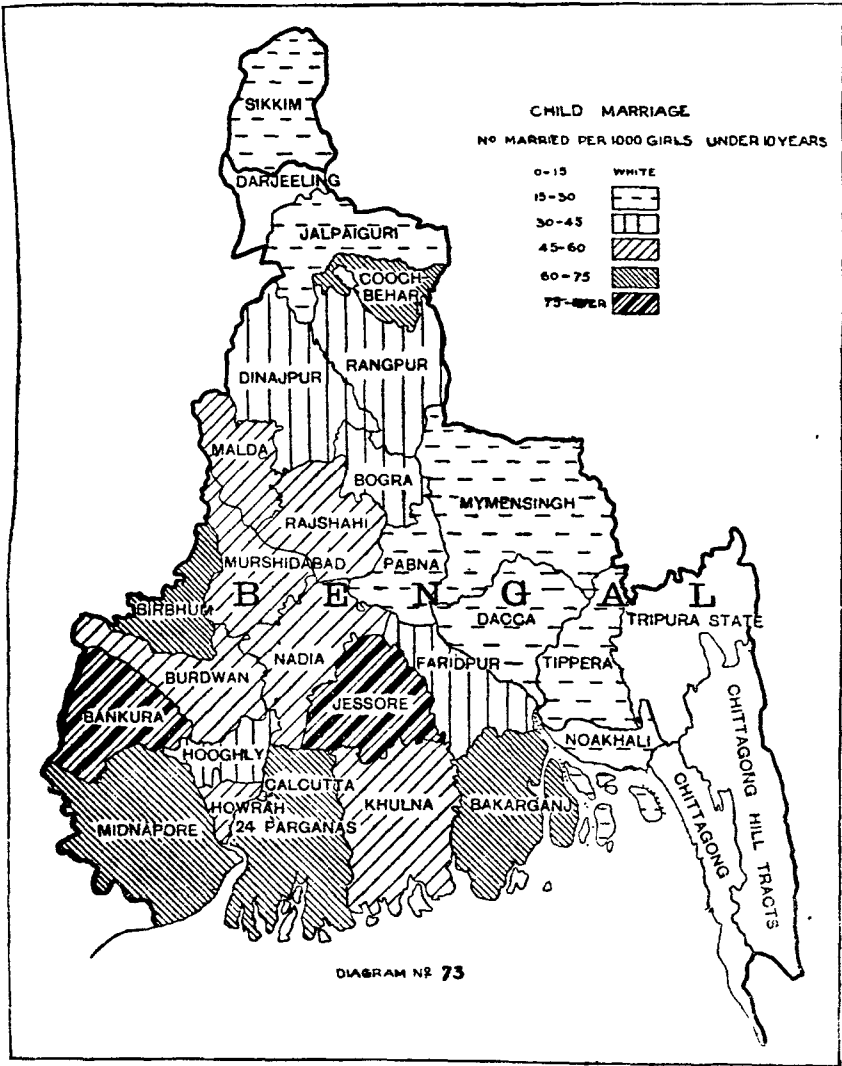 CHILD MARRIAGE
Nº MARRIED PER 1000 GIRLS UNDER 10 YEARS
0-15 WHITE
15-30
30-45
45-60
60-75
75-OVER
SIKKIM
DARJEELING
JALPAIGURI
COOCH
BEHAR
DINAJPUR
RANGPUR
MALDA
BOGRA
MYMENSINGH
RAJSHAHI
MURSHIDABAD
PABNA
BENGAL
BIRBHUM
DACCA
TRIPURA STATE
NADIA
FARIDPUR
TIPPERA
BURDWAN
BANKURA
JESSORE
NOAKHALI
HOOGHLY
CALCUTTA
HOWRAH
24 PARGANAS
KHULNA
BAKARGANJ
MIDNAPORE
CHITTAGONG
CHITTAGONG HILL TRACTS
DIAGRAM Nº 73